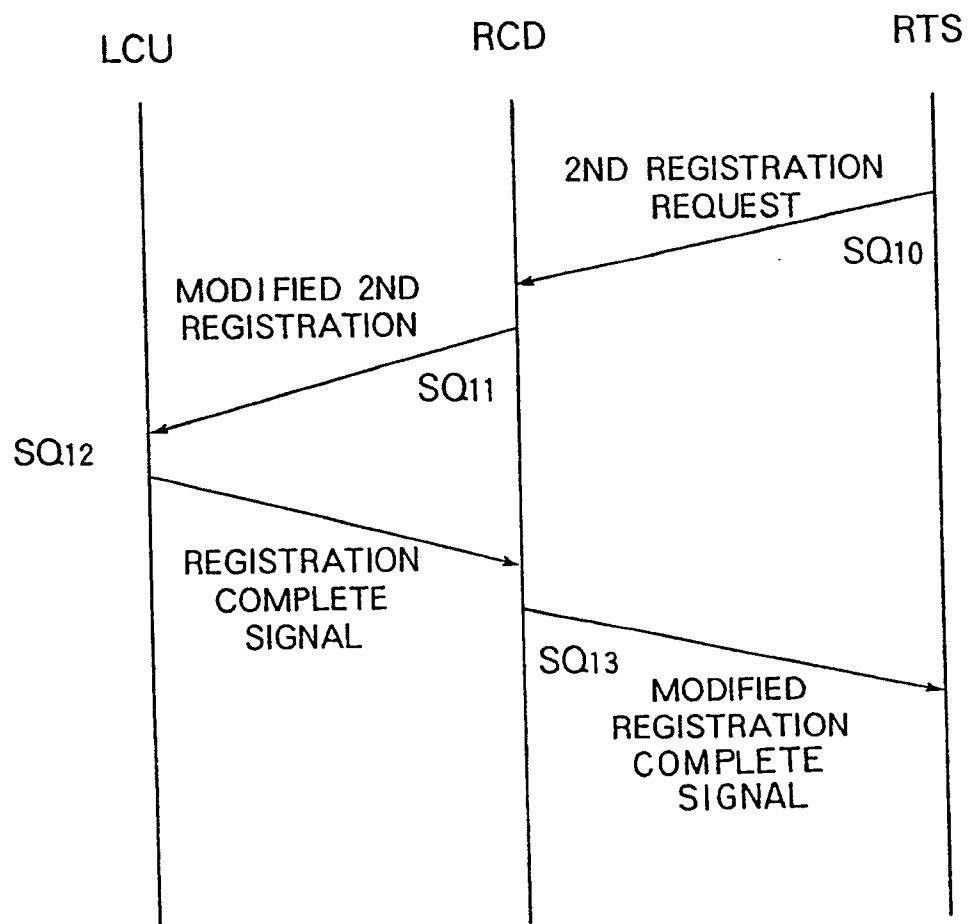 LCU
RCD
RTS
2ND REGISTRATION
REQUEST
SQ10
MODIFIED 2ND
REGISTRATION
SQ11
SQ12
REGISTRATION
COMPLETE
SIGNAL
SQ13
MODIFIED
REGISTRATION
COMPLETE
SIGNAL